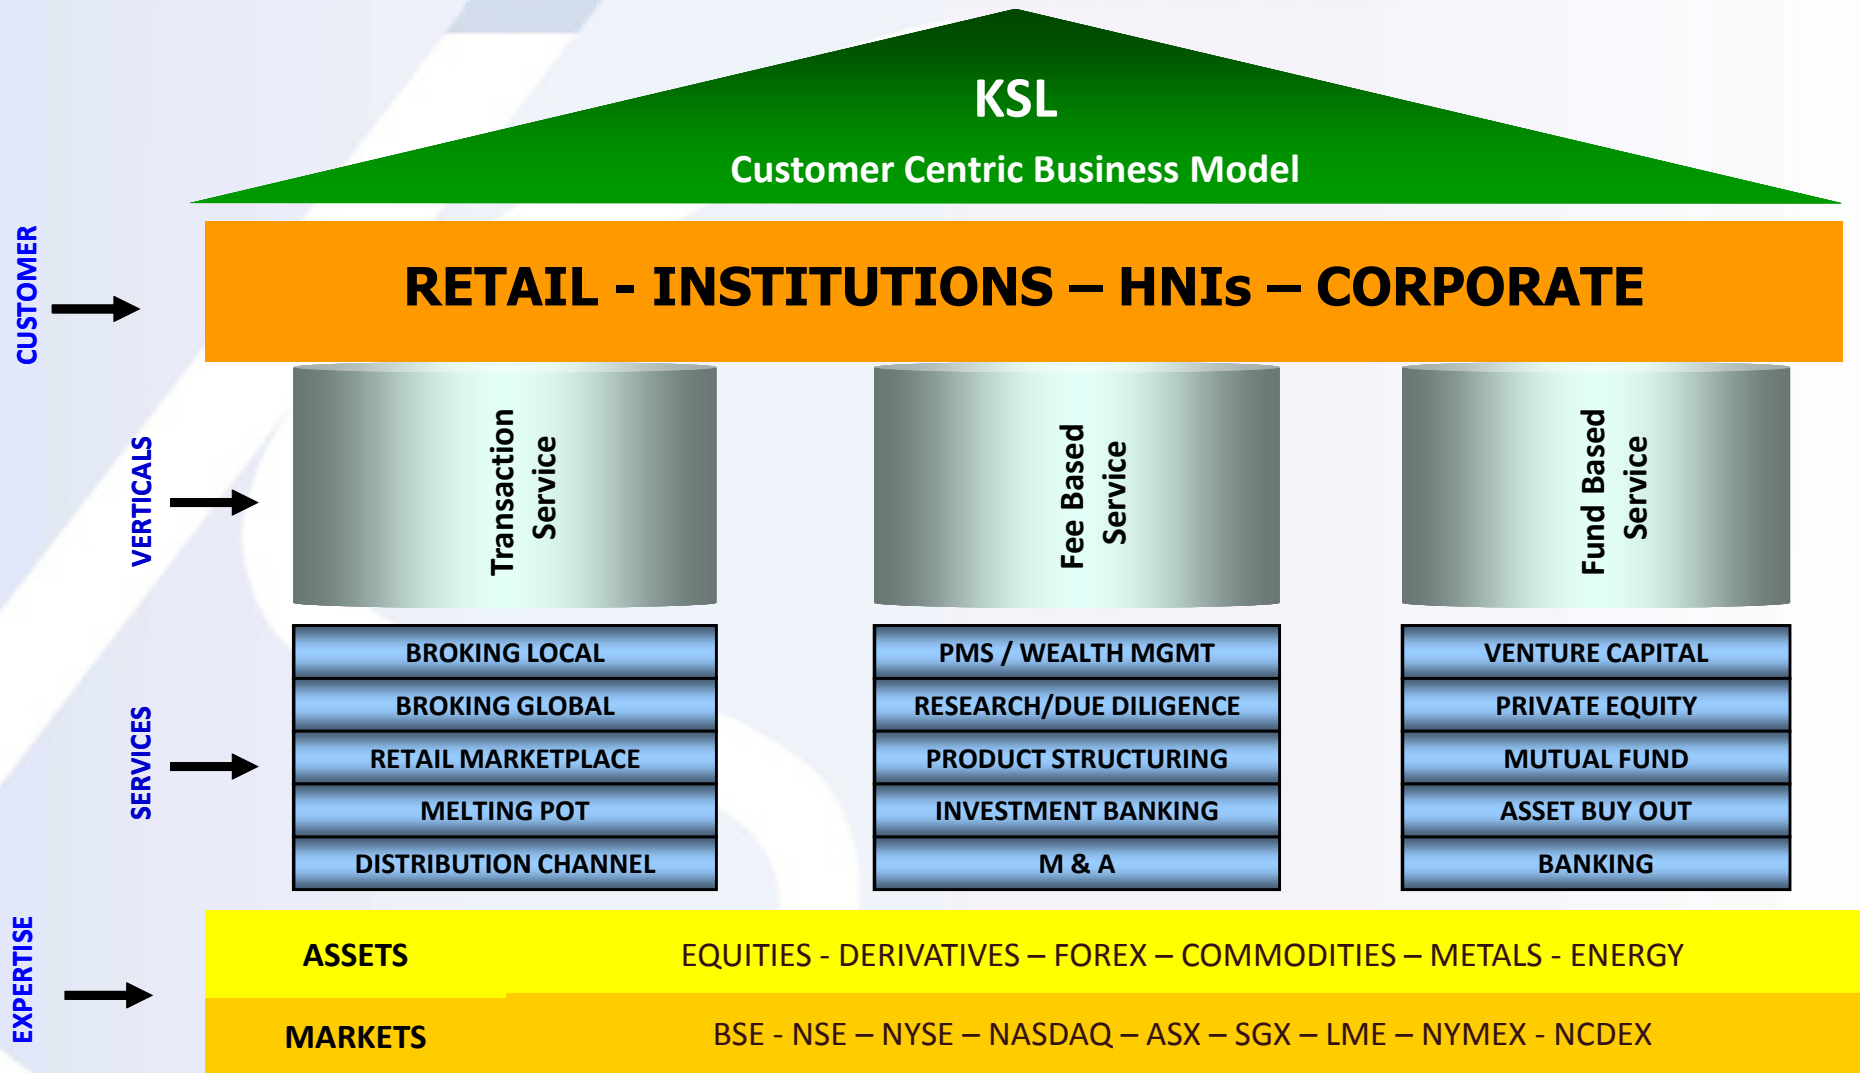 KSL
Customer Centric Business Model
CUSTOMER
RETAIL - INSTITUTIONS – HNIs – CORPORATE
VERTICALS
Transaction
Service
Fee Based
Service
Fund Based
Service
SERVICES
BROKING LOCAL
BROKING GLOBAL
RETAIL MARKETPLACE
MELTING POT
DISTRIBUTION CHANNEL
PMS / WEALTH MGMT
RESEARCH/DUE DILIGENCE
PRODUCT STRUCTURING
INVESTMENT BANKING
M & A
VENTURE CAPITAL
PRIVATE EQUITY
MUTUAL FUND
ASSET BUY OUT
BANKING
EXPERTISE
ASSETS
EQUITIES - DERIVATIVES – FOREX – COMMODITIES – METALS - ENERGY
MARKETS
BSE - NSE – NYSE – NASDAQ – ASX – SGX – LME – NYMEX - NCDEX